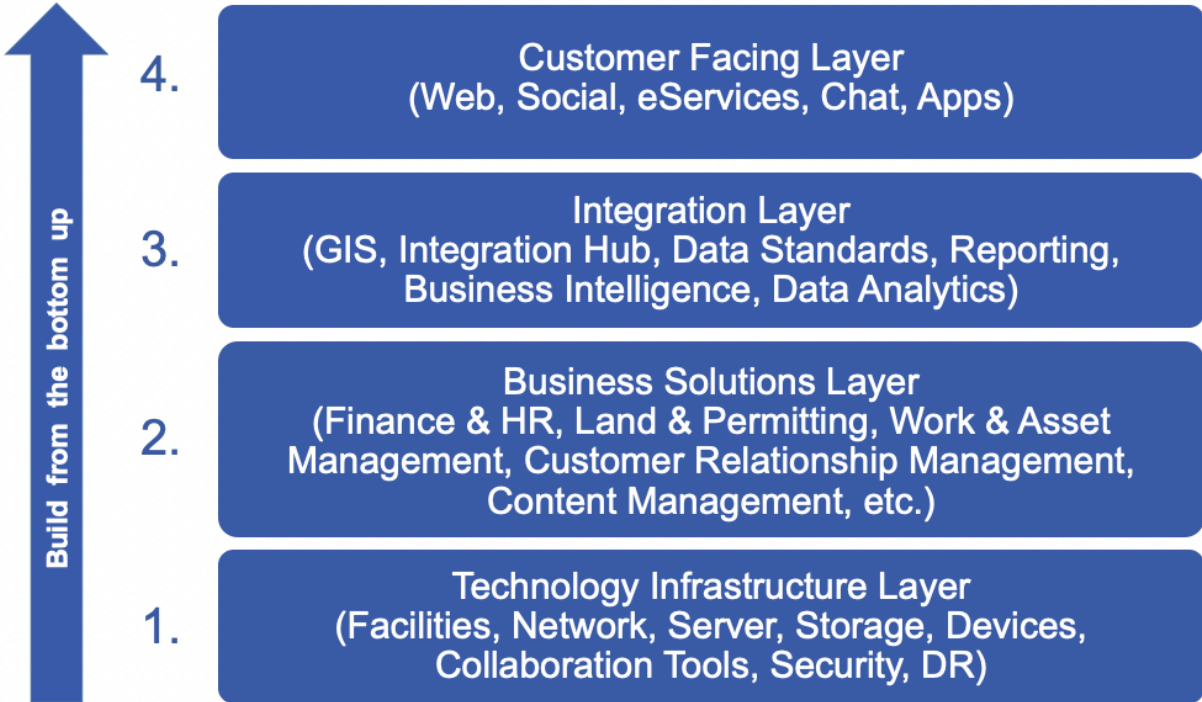 Build from the bottom up
4.
Customer Facing Layer
(Web, Social, eServices, Chat, Apps)
3.
Integration Layer
(GIS, Integration Hub, Data Standards, Reporting,
Business Intelligence, Data Analytics)
2.
Business Solutions Layer
(Finance & HR, Land & Permitting, Work & Asset
Management, Customer Relationship Management,
Content Management, etc.)
1.
Technology Infrastructure Layer
(Facilities, Network, Server, Storage, Devices,
Collaboration Tools, Security, DR)